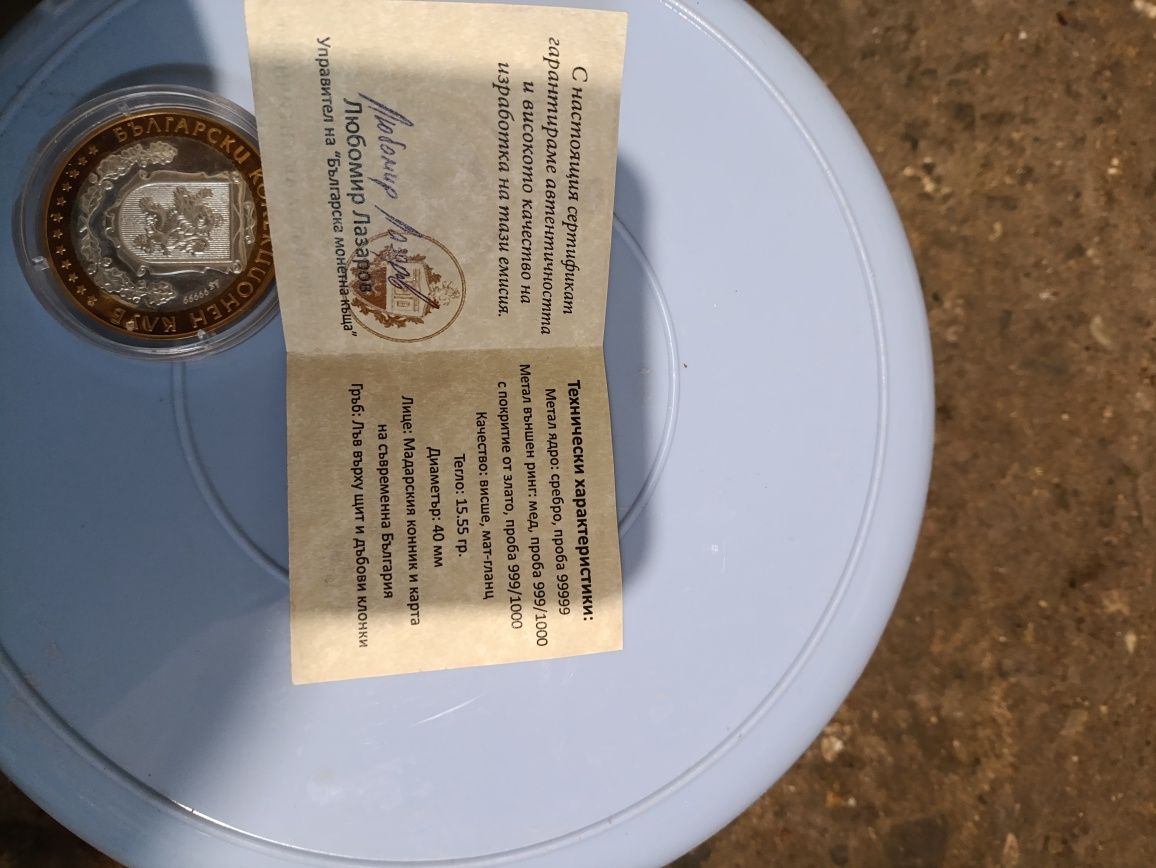 С настоящия сертификат
гарантираме автентичността
и високото качество на
изработка на тази емисия.
Любомир Лазаров
Любомир Лазаров
Управител на "Българска монетна къща"
Технически характеристики:
Метал ядро: сребро, проба 99999
Метал външен ринг: мед, проба 999/1000
с покритие от злато, проба 999/1000
Качество: висше, мат-гланц
Тегло: 15.55 гр.
Диаметър: 40 мм
Лице: Мадарския конник и карта
на съвременна България
Гръб: Лъв върху щит и дъбови клонки
БЪЛГАРСКИ КОЛЕКЦИОНЕН КЛУБ